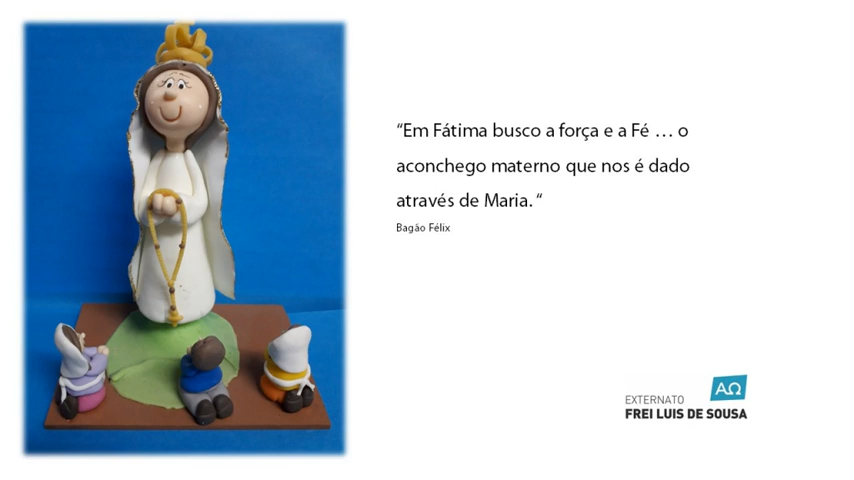 “Em Fátima busco a força e a Fé … o
aconchego materno que nos é dado
através de Maria. “
Bagão Félix
ΑΩ
EXTERNATO
FREI LUIS DE SOUSA